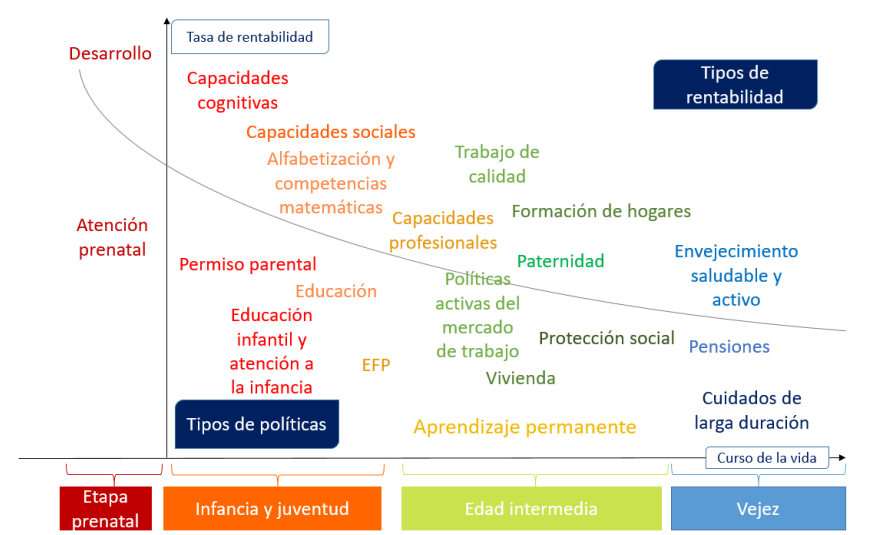 Desarrollo
Tasa de rentabilidad
Capacidades
cognitivas
Tipos de
rentabilidad
Capacidades sociales
Alfabetización y
competencias
matemáticas
Trabajo de
calidad
Atención
prenatal
Capacidades
profesionales
Formación de hogares
Permiso parental
Paternidad
Envejecimiento
saludable y
activo
Educación
Políticas
activas del
mercado
de trabajo
Educación
infantil y
atención a
la infancia
EFP
Protección social
Pensiones
Vivienda
Tipos de políticas
Aprendizaje permanente
Cuidados de
larga duración
Curso de la vida
Etapa
prenatal
Infancia y juventud
Edad intermedia
Vejez